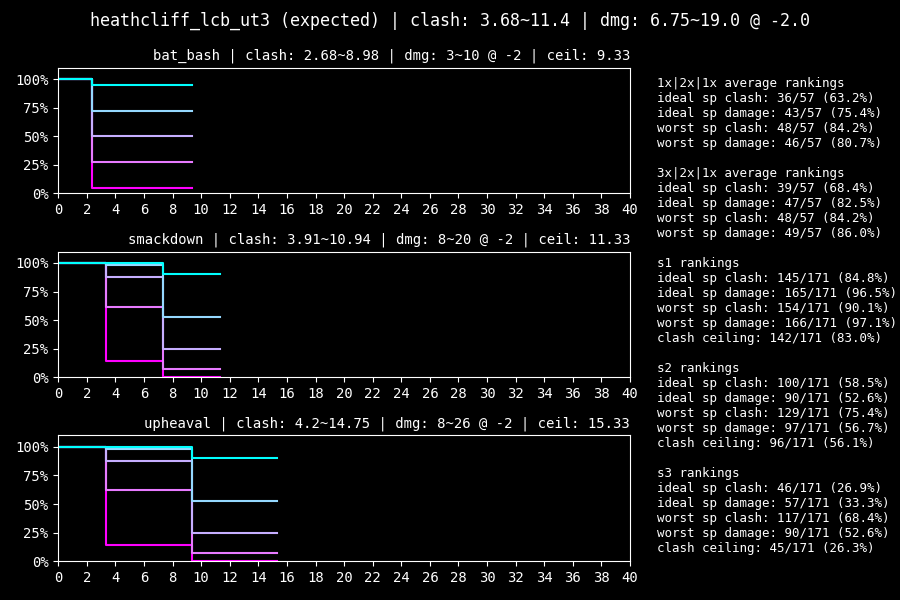 heathcliff_lcb_ut3 (expected) | clash: 3.68~11.4 | dmg: 6.75~19.0 @ -2.0
bat_bash | clash: 2.68~8.98 | dmg: 3~10 @ -2 | ceil: 9.33
100%
75%
50%
25%
0%
0 2 4 6 8 10 12 14 16 18 20 22 24 26 28 30 32 34 36 38 40
smackdown | clash: 3.91~10.94 | dmg: 8~20 @ -2 | ceil: 11.33
100%
75%
50%
25%
0%
0 2 4 6 8 10 12 14 16 18 20 22 24 26 28 30 32 34 36 38 40
upheaval | clash: 4.2~14.75 | dmg: 8~26 @ -2 | ceil: 15.33
100%
75%
50%
25%
0%
0 2 4 6 8 10 12 14 16 18 20 22 24 26 28 30 32 34 36 38 40
1x|2x|1x average rankings
ideal sp clash: 36/57 (63.2%)
ideal sp damage: 43/57 (75.4%)
worst sp clash: 48/57 (84.2%)
worst sp damage: 46/57 (80.7%)
3x|2x|1x average rankings
ideal sp clash: 39/57 (68.4%)
ideal sp damage: 47/57 (82.5%)
worst sp clash: 48/57 (84.2%)
worst sp damage: 49/57 (86.0%)
s1 rankings
ideal sp clash: 145/171 (84.8%)
ideal sp damage: 165/171 (96.5%)
worst sp clash: 154/171 (90.1%)
worst sp damage: 166/171 (97.1%)
clash ceiling: 142/171 (83.0%)
s2 rankings
ideal sp clash: 100/171 (58.5%)
ideal sp damage: 90/171 (52.6%)
worst sp clash: 129/171 (75.4%)
worst sp damage: 97/171 (56.7%)
clash ceiling: 96/171 (56.1%)
s3 rankings
ideal sp clash: 46/171 (26.9%)
ideal sp damage: 57/171 (33.3%)
worst sp clash: 117/171 (68.4%)
worst sp damage: 90/171 (52.6%)
clash ceiling: 45/171 (26.3%)